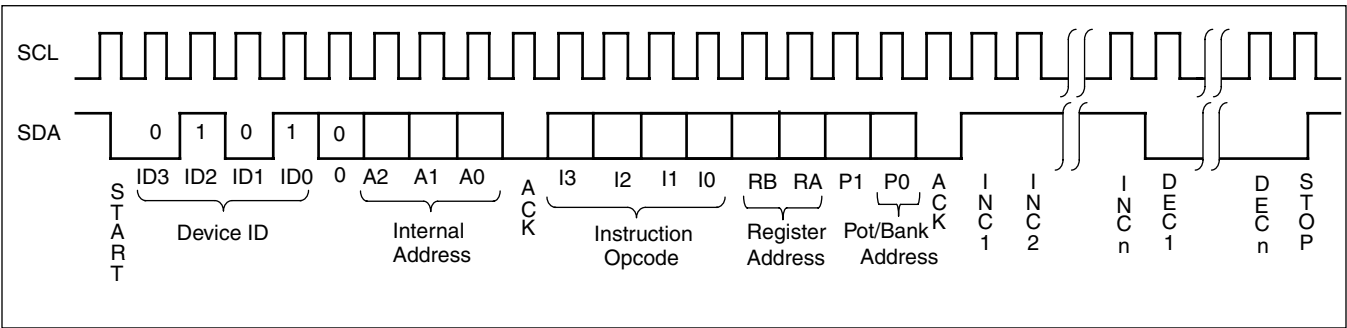 SCL
SDA
0 1 0 1 0
ID3 ID2 ID1 ID0 0 A2 A1 A0 I3 I2 I1 I0 RB RA P1 P0
START
ACK
ACK
INC1
INC2
INCn
DEC1
DECn
STOP
Device ID
Internal
Address
Instruction
Opcode
Register
Address
Pot/Bank
Address